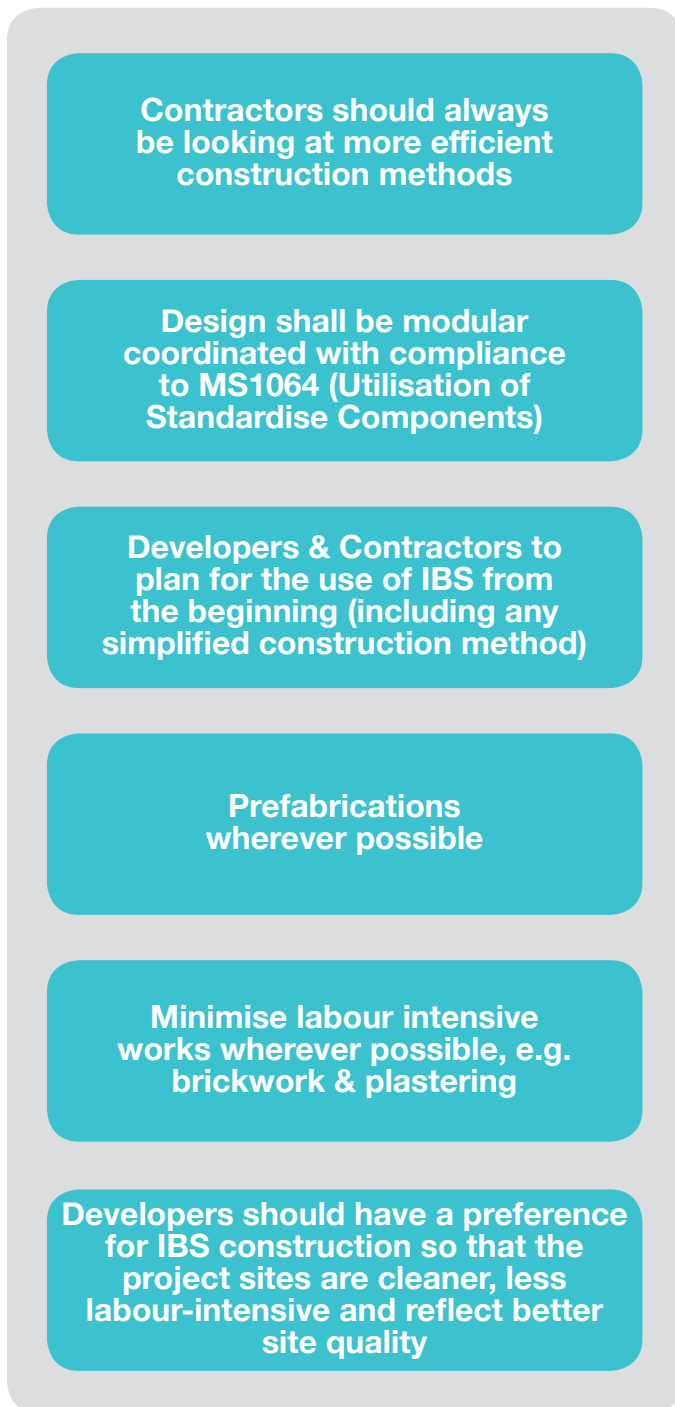 Contractors should always
be looking at more efficient
construction methods
Design shall be modular
coordinated with compliance
to MS1064 (Utilisation of
Standardise Components)
Developers & Contractors to
plan for the use of IBS from
the beginning (including any
simplified construction method)
Prefabrications
wherever possible
Minimise labour intensive
works wherever possible, e.g.
brickwork & plastering
Developers should have a preference
for IBS construction so that the
project sites are cleaner, less
labour-intensive and reflect better
site quality